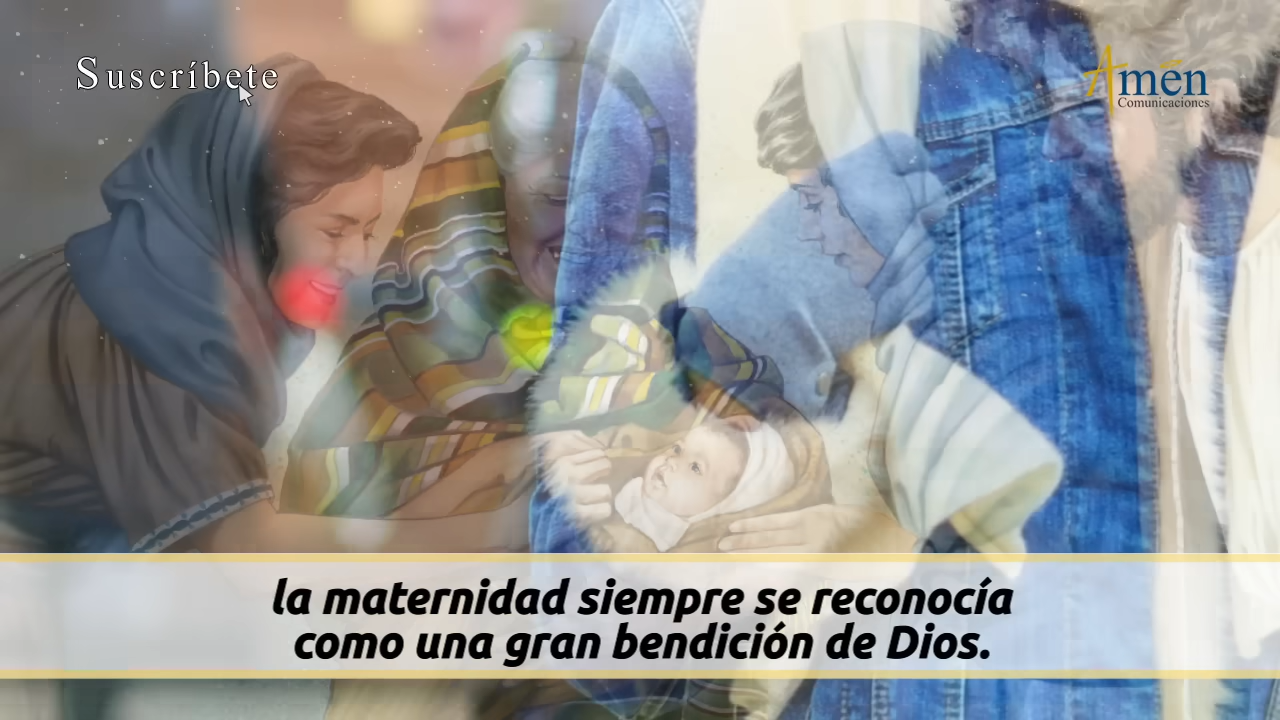 Suscríbete
Amén
Comunicaciones
la maternidad siempre se reconocía
como una gran bendición de Dios.